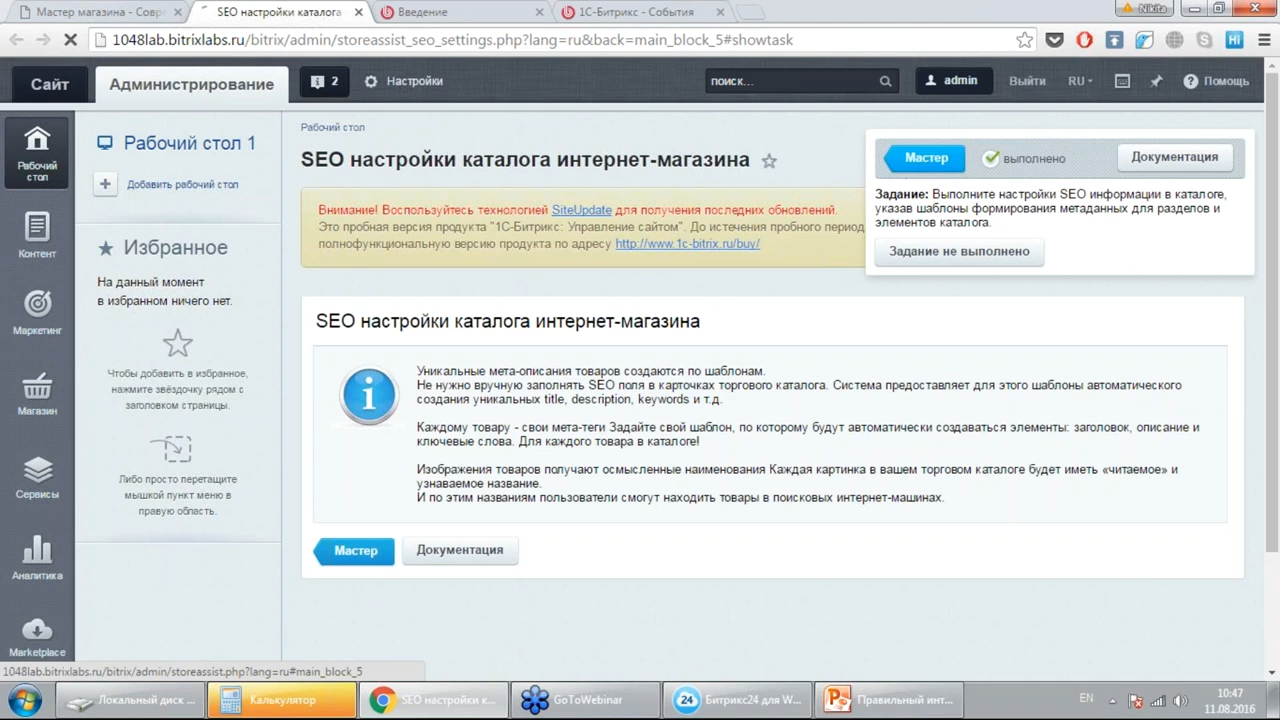 Мастер магазина - Совр
SEO настройки каталога
Введение
1С-Битрикс - События
Nikita
1048lab.bitrixlabs.ru/bitrix/admin/storeassist_seo_settings.php?lang=ru&back=main_block_5#showtask
Сайт
Администрирование
2
Настройки
поиск...
admin
Выйти
RU
Помощь
Рабочий стол
Рабочий стол 1
Добавить рабочий стол
Контент
Маркетинг
Магазин
Сервисы
Аналитика
Marketplace
Избранное
На данный момент
в избранном ничего нет.
Чтобы добавить в избранное,
нажмите звёздочку рядом с
заголовком страницы.
Либо просто перетащите
мышкой пункт меню в
правую область.
Рабочий стол
SEO настройки каталога интернет-магазина
Внимание! Воспользуйтесь технологией SiteUpdate для получения последних обновлений.
Это пробная версия продукта "1С-Битрикс: Управление сайтом". До истечения пробного период
полнофункциональную версию продукта по адресу http://www.1c-bitrix.ru/buy/
Мастер
выполнено
Документация
Задание: Выполните настройки SEO информации в каталоге,
указав шаблоны формирования метаданных для разделов и
элементов каталога.
Задание не выполнено
SEO настройки каталога интернет-магазина
Уникальные мета-описания товаров создаются по шаблонам.
Не нужно вручную заполнять SEO поля в карточках торгового каталога. Система предоставляет для этого шаблоны автоматического
создания уникальных title, description, keywords и т.д.
Каждому товару - свои мета-теги Задайте свой шаблон, по которому будут автоматически создаваться элементы: заголовок, описание и
ключевые слова. Для каждого товара в каталоге!
Изображения товаров получают осмысленные наименования Каждая картинка в вашем торговом каталоге будет иметь «читаемое» и
узнаваемое название.
И по этим названиям пользователи смогут находить товары в поисковых интернет-машинах.
Мастер
Документация
1048lab.bitrixlabs.ru/bitrix/admin/storeassist.php?lang=ru#main_block_5
Локальный диск ...
Калькулятор
SEO настройки к...
GoToWebinar
24
Битрикс24 для W...
Правильный инт...
EN
10:47
11.08.2016